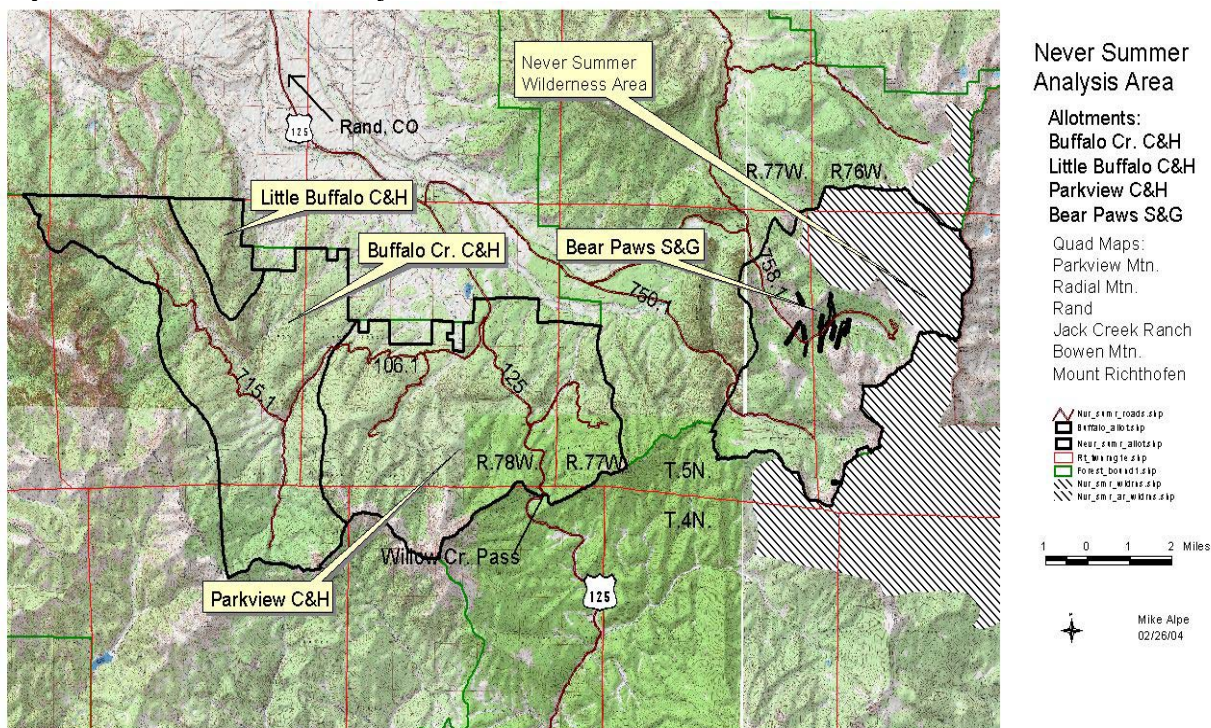 Never Summer
Wilderness Area
125
Rand, CO
R.77W.
R76W.
Little Buffalo C&H
Buffalo Cr. C&H
Bear Paws S&G
758.1
750.1
715.1
106.1
125
R.78W.
R.77W.
T.5N.
T.4N.
Willow Cr. Pass
Parkview C&H
125
Never Summer
Analysis Area
Allotments:
Buffalo Cr. C&H
Little Buffalo C&H
Parkview C&H
Bear Paws S&G
Quad Maps:
Parkview Mtn.
Radial Mtn.
Rand
Jack Creek Ranch
Bowen Mtn.
Mount Richthofen
Buffalo_allot.shp
1 0 1 2 Miles
Mike Alpe
02/26/04